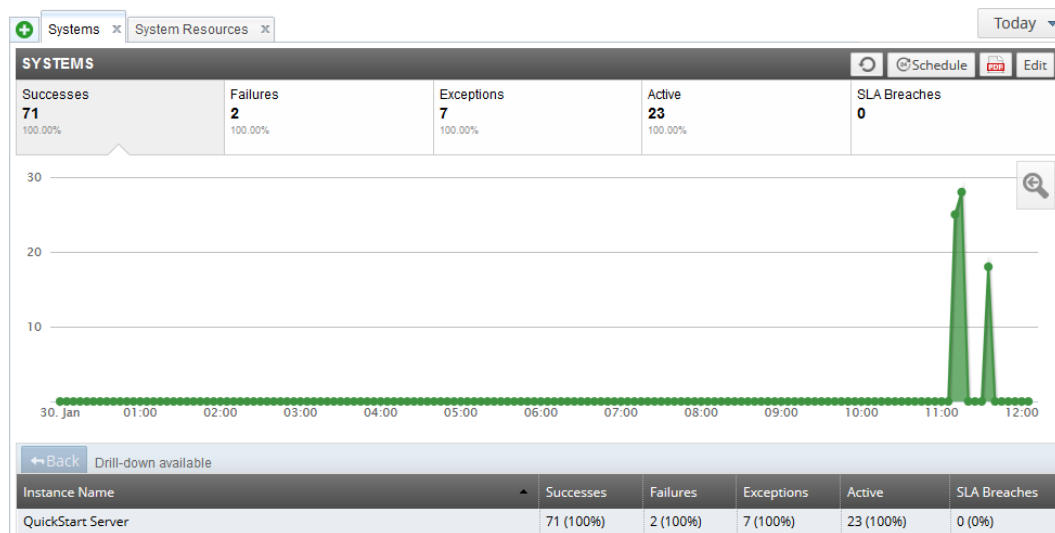 Systems x System Resources x Today
SYSTEMS Schedule PDF Edit
Successes Failures Exceptions Active SLA Breaches
71 2 7 23 0
100.00% 100.00% 100.00% 100.00%
30
20
10
30. Jan 01:00 02:00 03:00 04:00 05:00 06:00 07:00 08:00 09:00 10:00 11:00 12:00
Back Drill-down available
Instance Name Successes Failures Exceptions Active SLA Breaches
QuickStart Server 71 (100%) 2 (100%) 7 (100%) 23 (100%) 0 (0%)